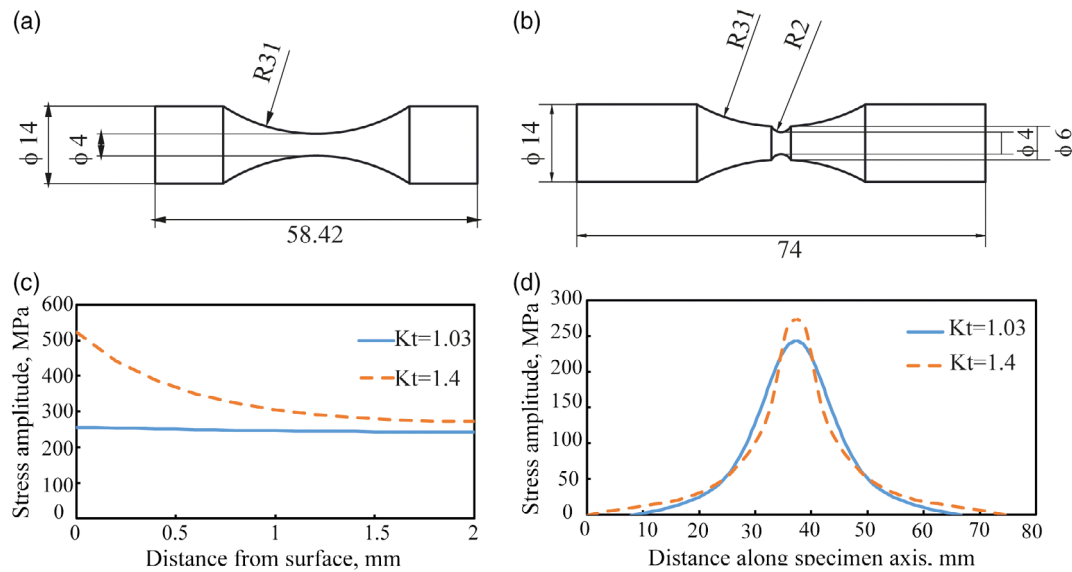 (a)
R31
ϕ 14
ϕ 4
58.42
(b)
R31
R2
ϕ 14
ϕ 4
ϕ 6
74
(c)
Stress amplitude, MPa
600
500
400
300
200
100
0
Kt=1.03
Kt=1.4
0
0.5
1
1.5
2
Distance from surface, mm
(d)
Stress amplitude, MPa
300
250
200
150
100
50
0
Kt=1.03
Kt=1.4
0
10
20
30
40
50
60
70
80
Distance along specimen axis, mm